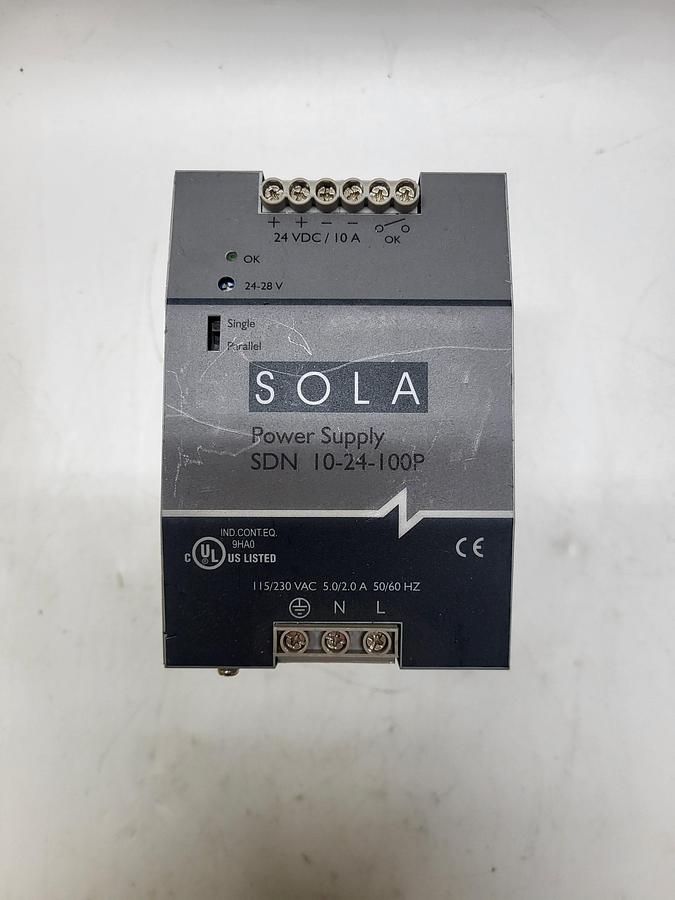 + + − −
24 VDC / 10 A
OK
OK
24-28 V
Single
Parallel
SOLA
Power Supply
SDN 10-24-100P
IND.CONT.EQ.
9HA0
C UL US LISTED
CE
115/230 VAC 5.0/2.0 A 50/60 HZ
N L